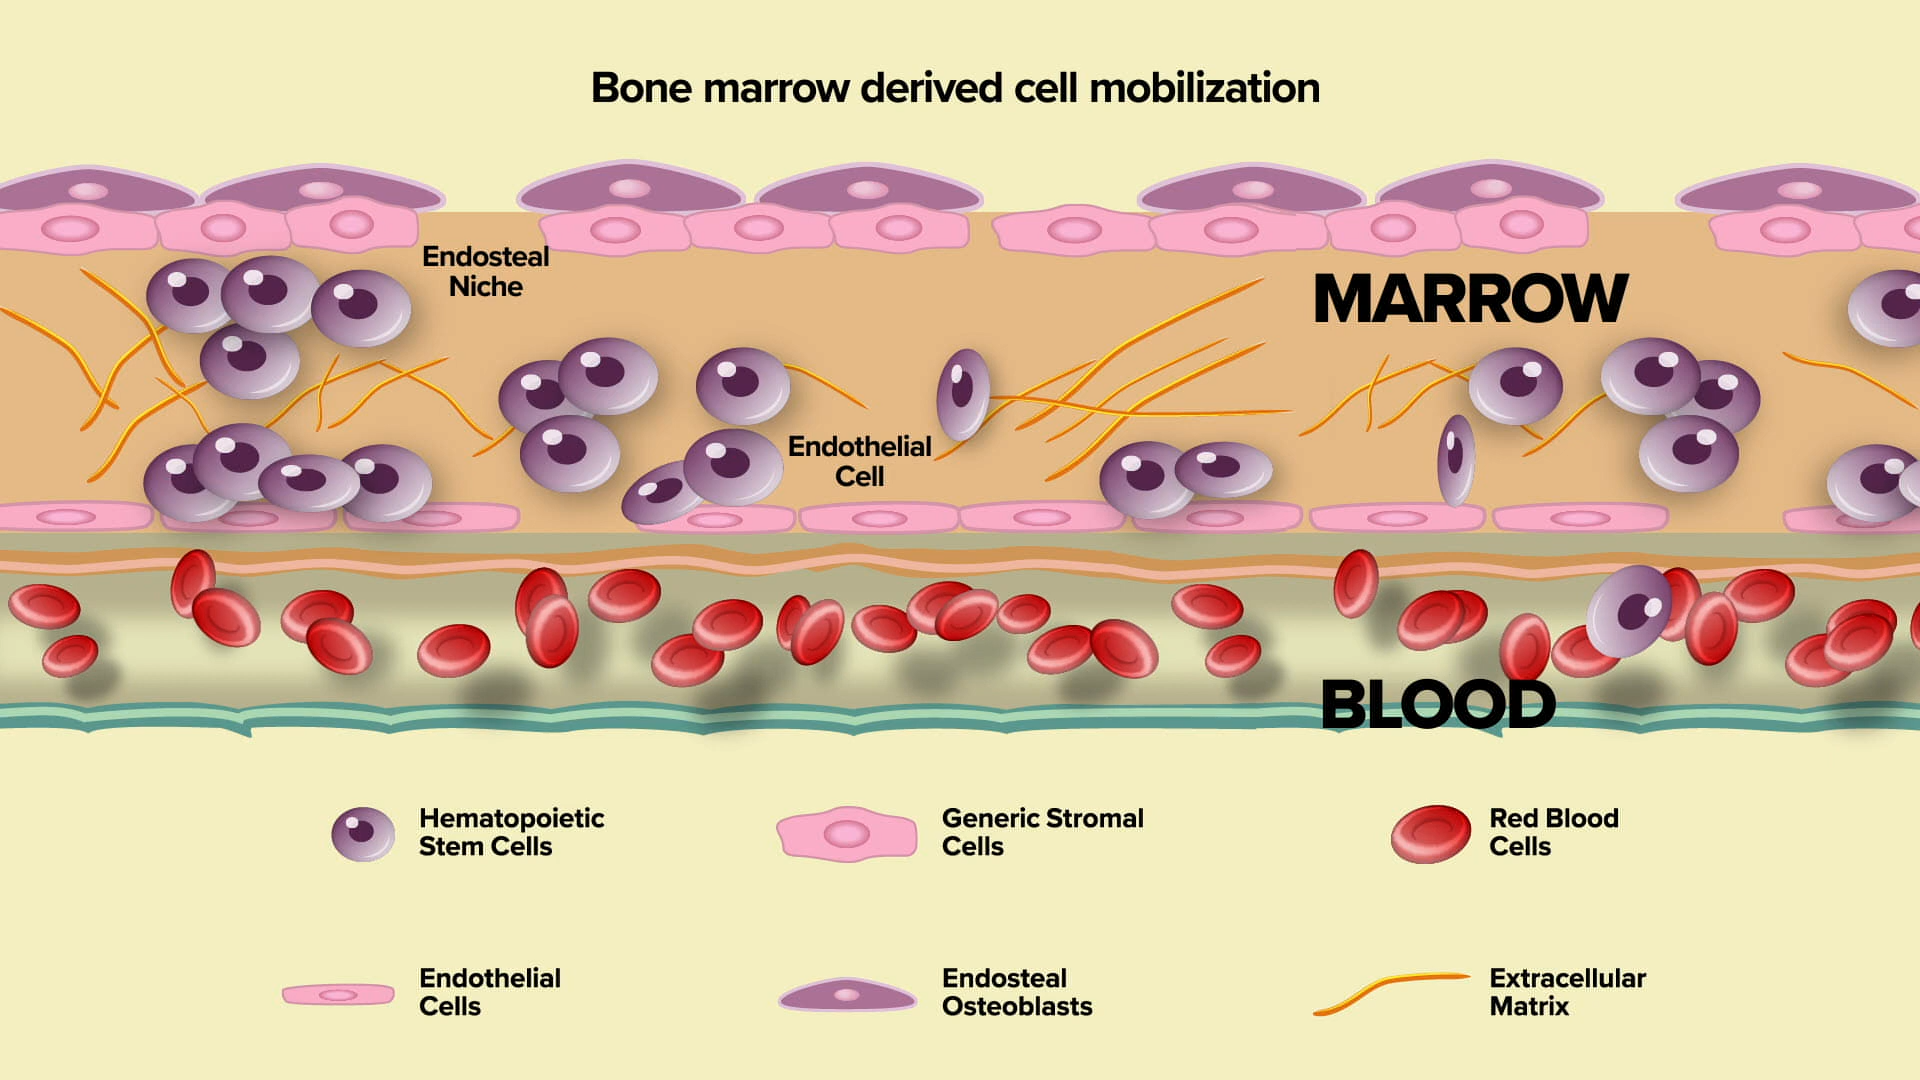 Bone marrow derived cell mobilization
Endosteal
Niche
MARROW
Endothelial
Cell
BLOOD
Hematopoietic
Stem Cells
Generic Stromal
Cells
Red Blood
Cells
Endothelial
Cells
Endosteal
Osteoblasts
Extracellular
Matrix